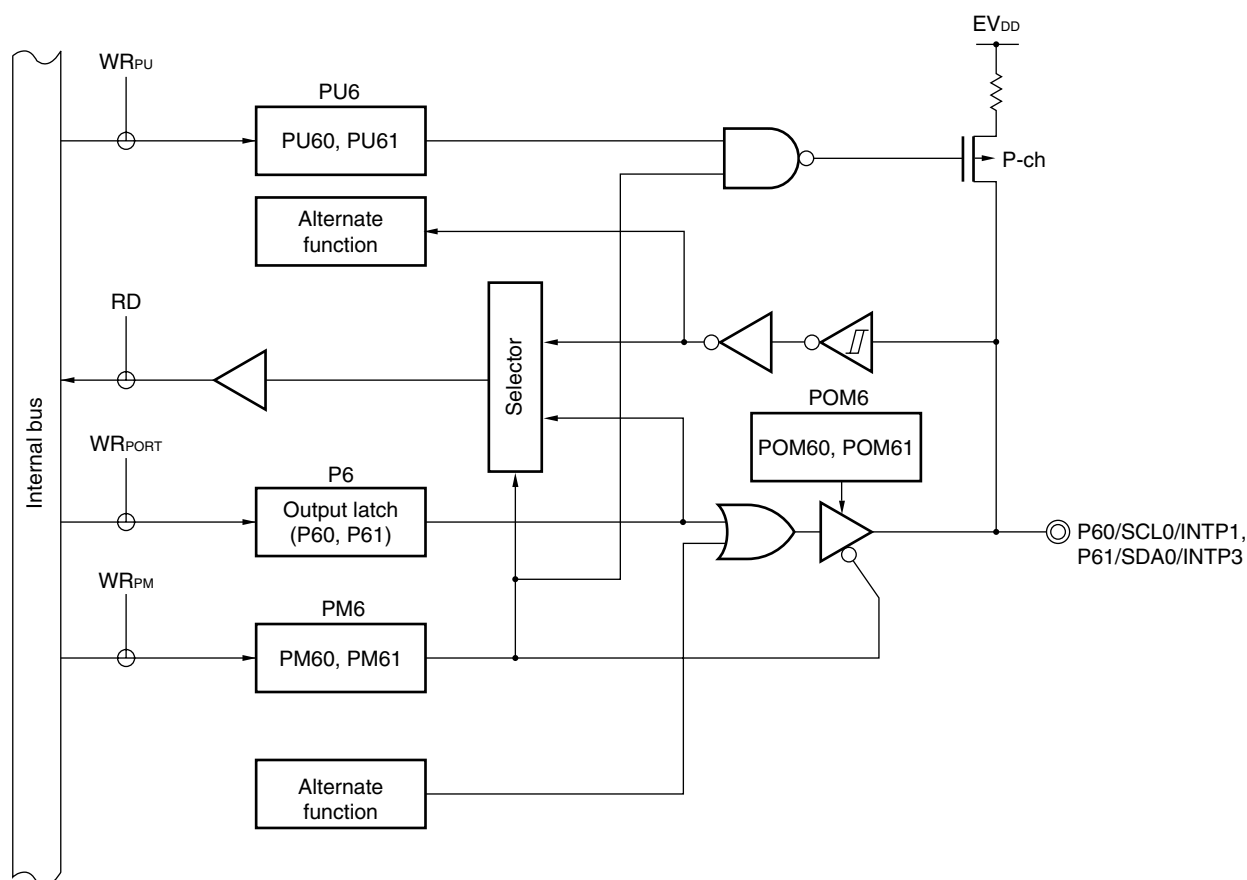 EVDD
WRPU
PU6
PU60, PU61
P-ch
Alternate
function
RD
Selector
POM6
POM60, POM61
Internal bus
WRPORT
P6
Output latch
(P60, P61)
P60/SCL0/INTP1,
P61/SDA0/INTP3
WRPM
PM6
PM60, PM61
Alternate
function